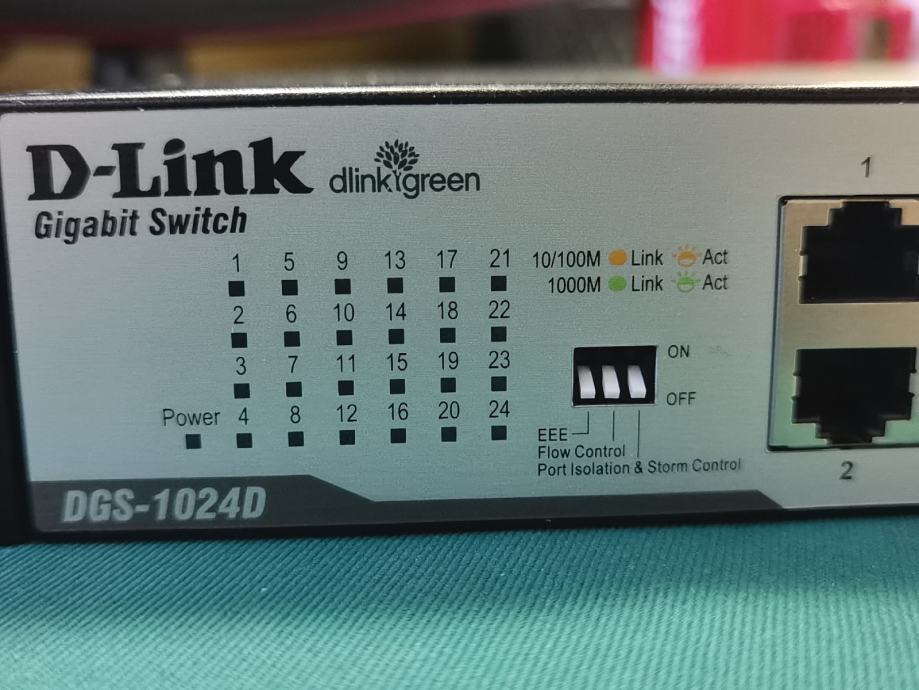 D-Link
dlinkgreen
Gigabit Switch
1 5 9 13 17 21
2 6 10 14 18 22
3 7 11 15 19 23
Power 4 8 12 16 20 24
10/100M Link Act
1000M Link Act
ON
OFF
EEE
Flow Control
Port Isolation & Storm Control
1
2
DGS-1024D